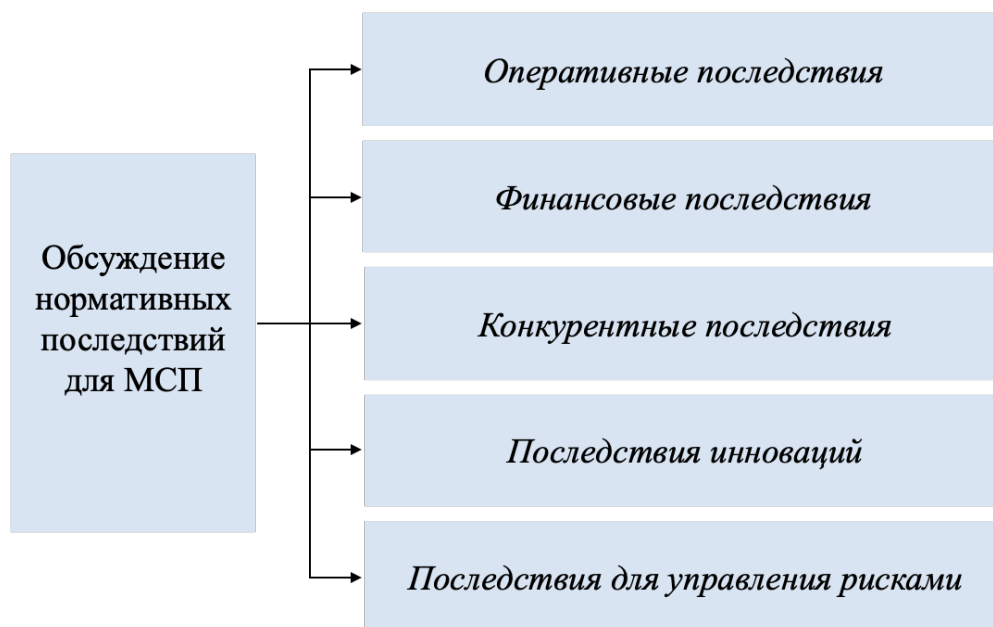 Обсуждение
нормативных
последствий
для МСП
Оперативные последствия
Финансовые последствия
Конкурентные последствия
Последствия инноваций
Последствия для управления рисками